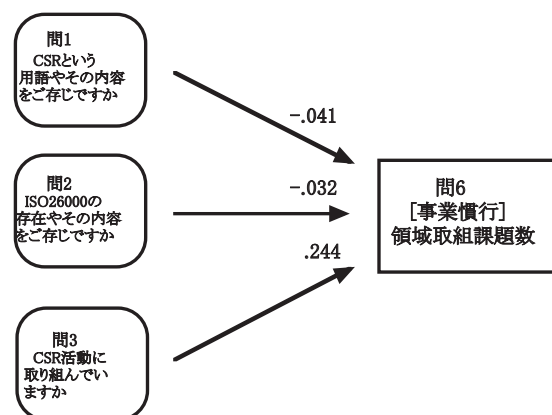 問1
CSRという
用語やその内容
をご存じですか
-.041
問2
ISO26000の
存在やその内容
をご存じですか
-.032
.244
問3
CSR活動に
取り組んでい
ますか
問6
[事業慣行]
領域取組課題数